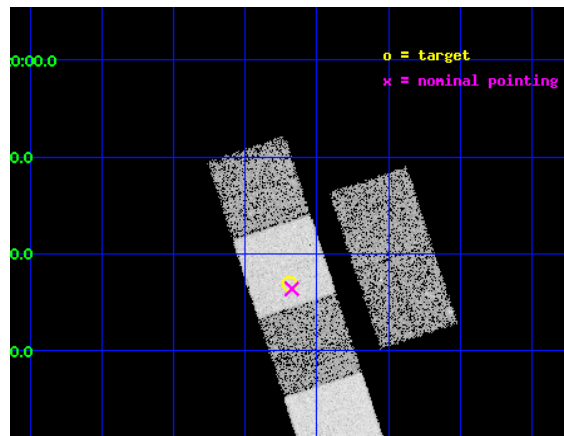 0:00.0
o = target
x = nominal pointing
0.0
0.0
0.0